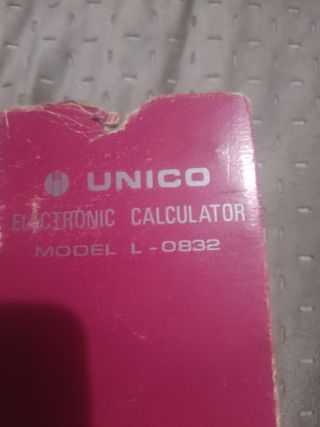 UNICO
ELECTRONIC CALCULATOR
MODEL L-0832